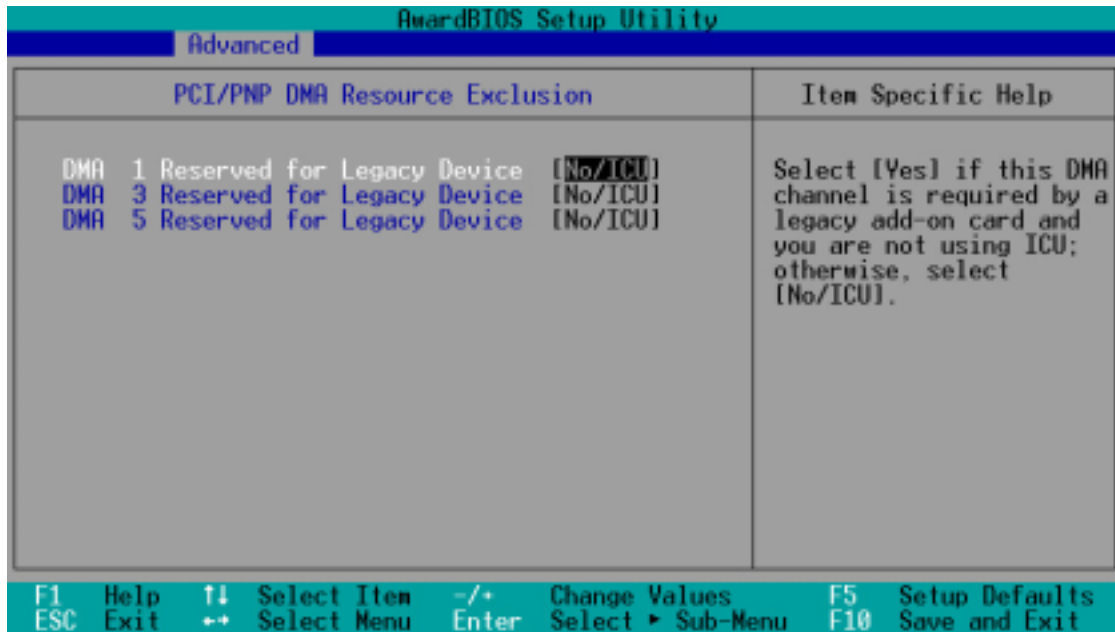 AwardBIOS Setup Utility
Advanced
PCI/PNP DMA Resource Exclusion
DMA 1 Reserved for Legacy Device [No/ICU]
DMA 3 Reserved for Legacy Device [No/ICU]
DMA 5 Reserved for Legacy Device [No/ICU]
Item Specific Help
Select [Yes] if this DMA
channel is required by a
legacy add-on card and
you are not using ICU;
otherwise, select
[No/ICU].
F1 Help ↑↓ Select Item -/+ Change Values F5 Setup Defaults
ESC Exit ←→ Select Menu Enter Select ► Sub-Menu F10 Save and Exit